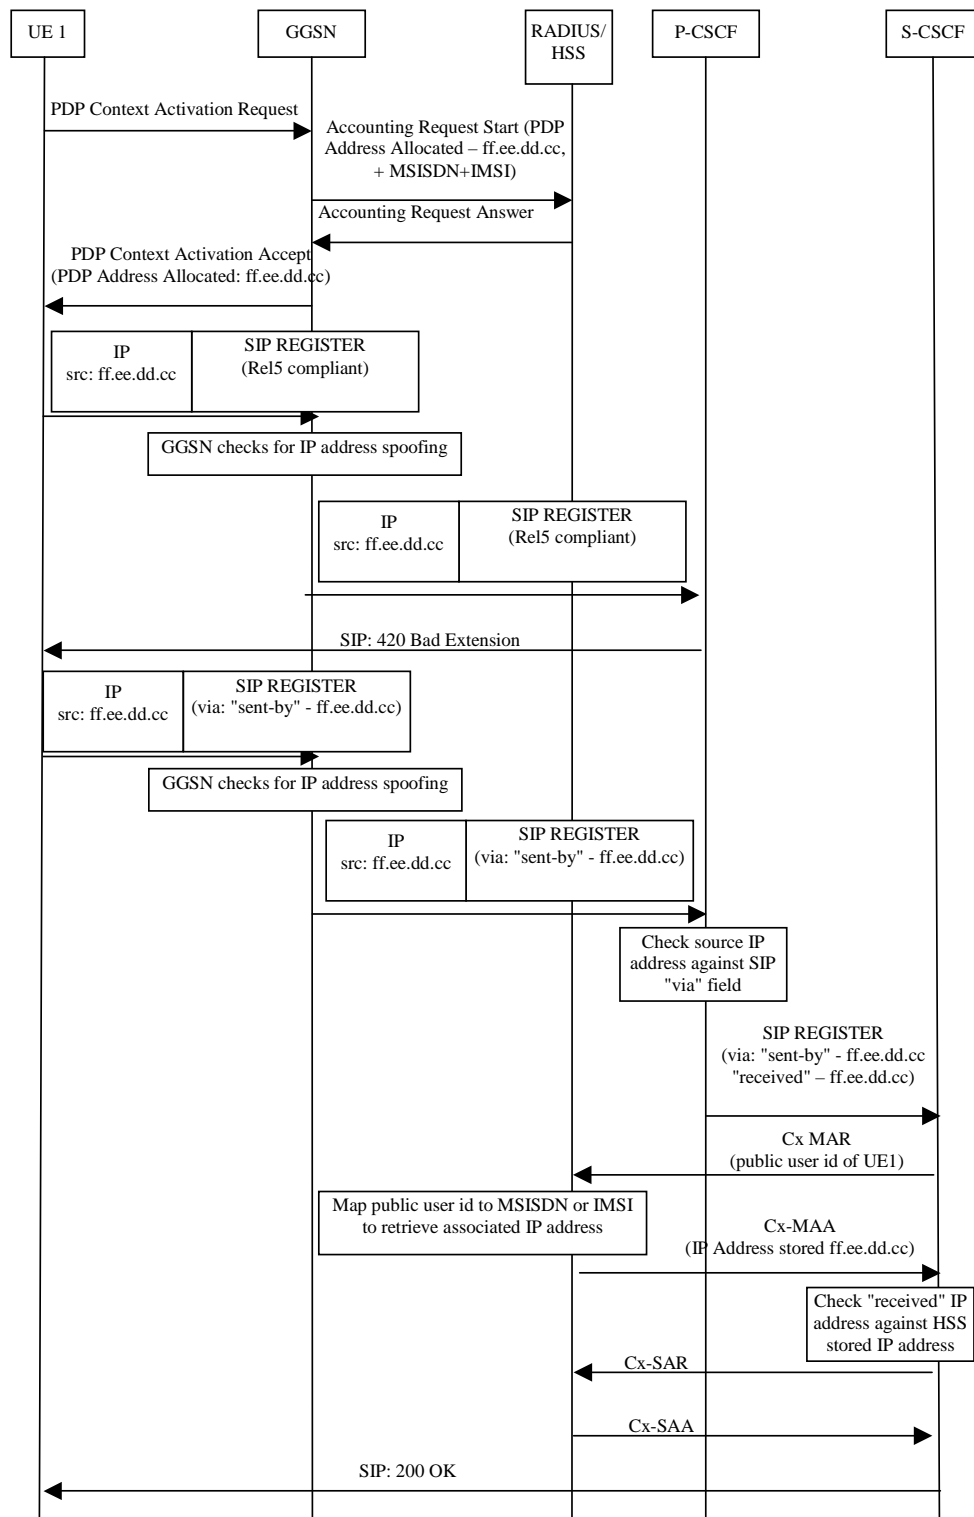 UE 1
GGSN
RADIUS/
HSS
P-CSCF
S-CSCF
PDP Context Activation Request
Accounting Request Start (PDP
Address Allocated – ff.ee.dd.cc,
+ MSISDN+IMSI)
Accounting Request Answer
PDP Context Activation Accept
(PDP Address Allocated: ff.ee.dd.cc)
IP
src: ff.ee.dd.cc
SIP REGISTER
(Rel5 compliant)
GGSN checks for IP address spoofing
IP
src: ff.ee.dd.cc
SIP REGISTER
(Rel5 compliant)
SIP: 420 Bad Extension
IP
src: ff.ee.dd.cc
SIP REGISTER
(via: "sent-by" - ff.ee.dd.cc)
GGSN checks for IP address spoofing
IP
src: ff.ee.dd.cc
SIP REGISTER
(via: "sent-by" - ff.ee.dd.cc)
Check source IP
address against SIP
"via" field
SIP REGISTER
(via: "sent-by" - ff.ee.dd.cc
"received" – ff.ee.dd.cc)
Cx MAR
(public user id of UE1)
Map public user id to MSISDN or IMSI
to retrieve associated IP address
Cx-MAA
(IP Address stored ff.ee.dd.cc)
Check "received" IP
address against HSS
stored IP address
Cx-SAR
Cx-SAA
SIP: 200 OK